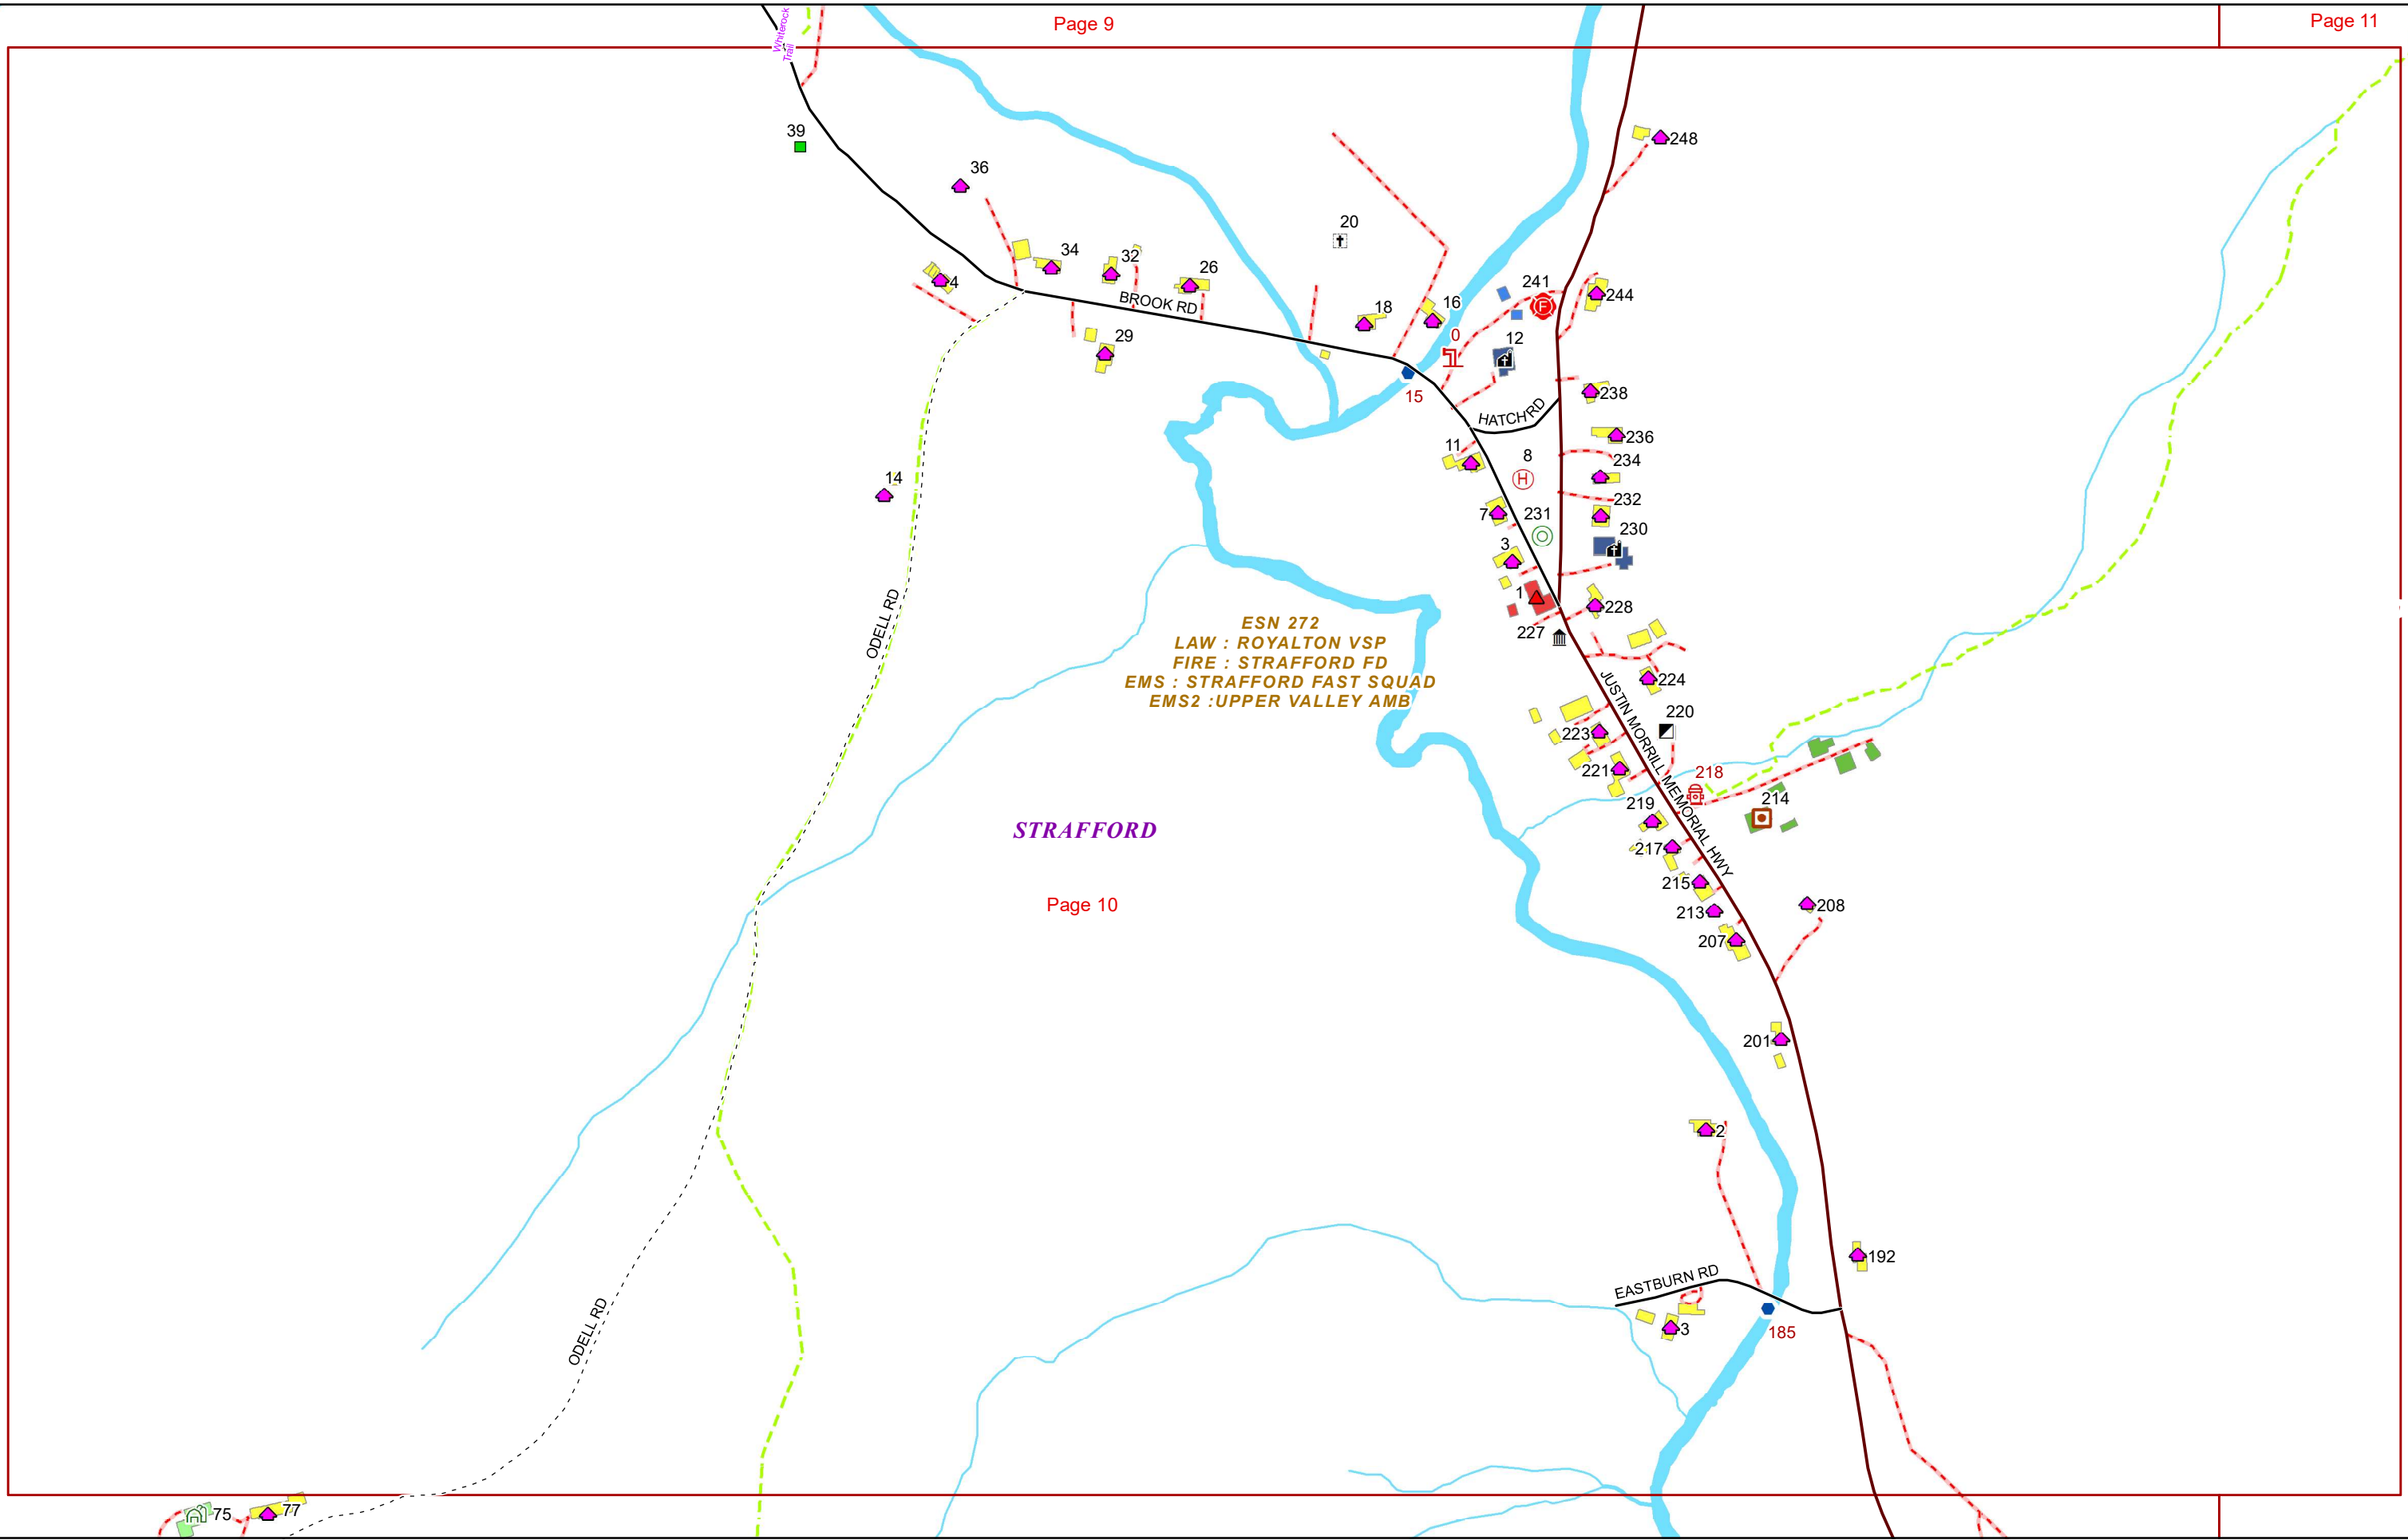 Page 9
Page 11
Whiterock
Trail
39
36
248
20
34
32
26
4
BROOK RD
241
244
18
16
0
12
29
15
238
HATCH RD
236
11
8
234
14
232
7
231
230
3
1
228
227
ODELL RD
ESN 272
LAW : ROYALTON VSP
FIRE : STRAFFORD FD
EMS : STRAFFORD FAST SQUAD
EMS2 :UPPER VALLEY AMB
224
JUSTIN MORRILL MEMORIAL HWY
220
223
221
218
214
219
STRAFFORD
217
215
Page 10
208
213
207
201
2
192
EASTBURN RD
3
185
ODELL RD
75
77
F
H